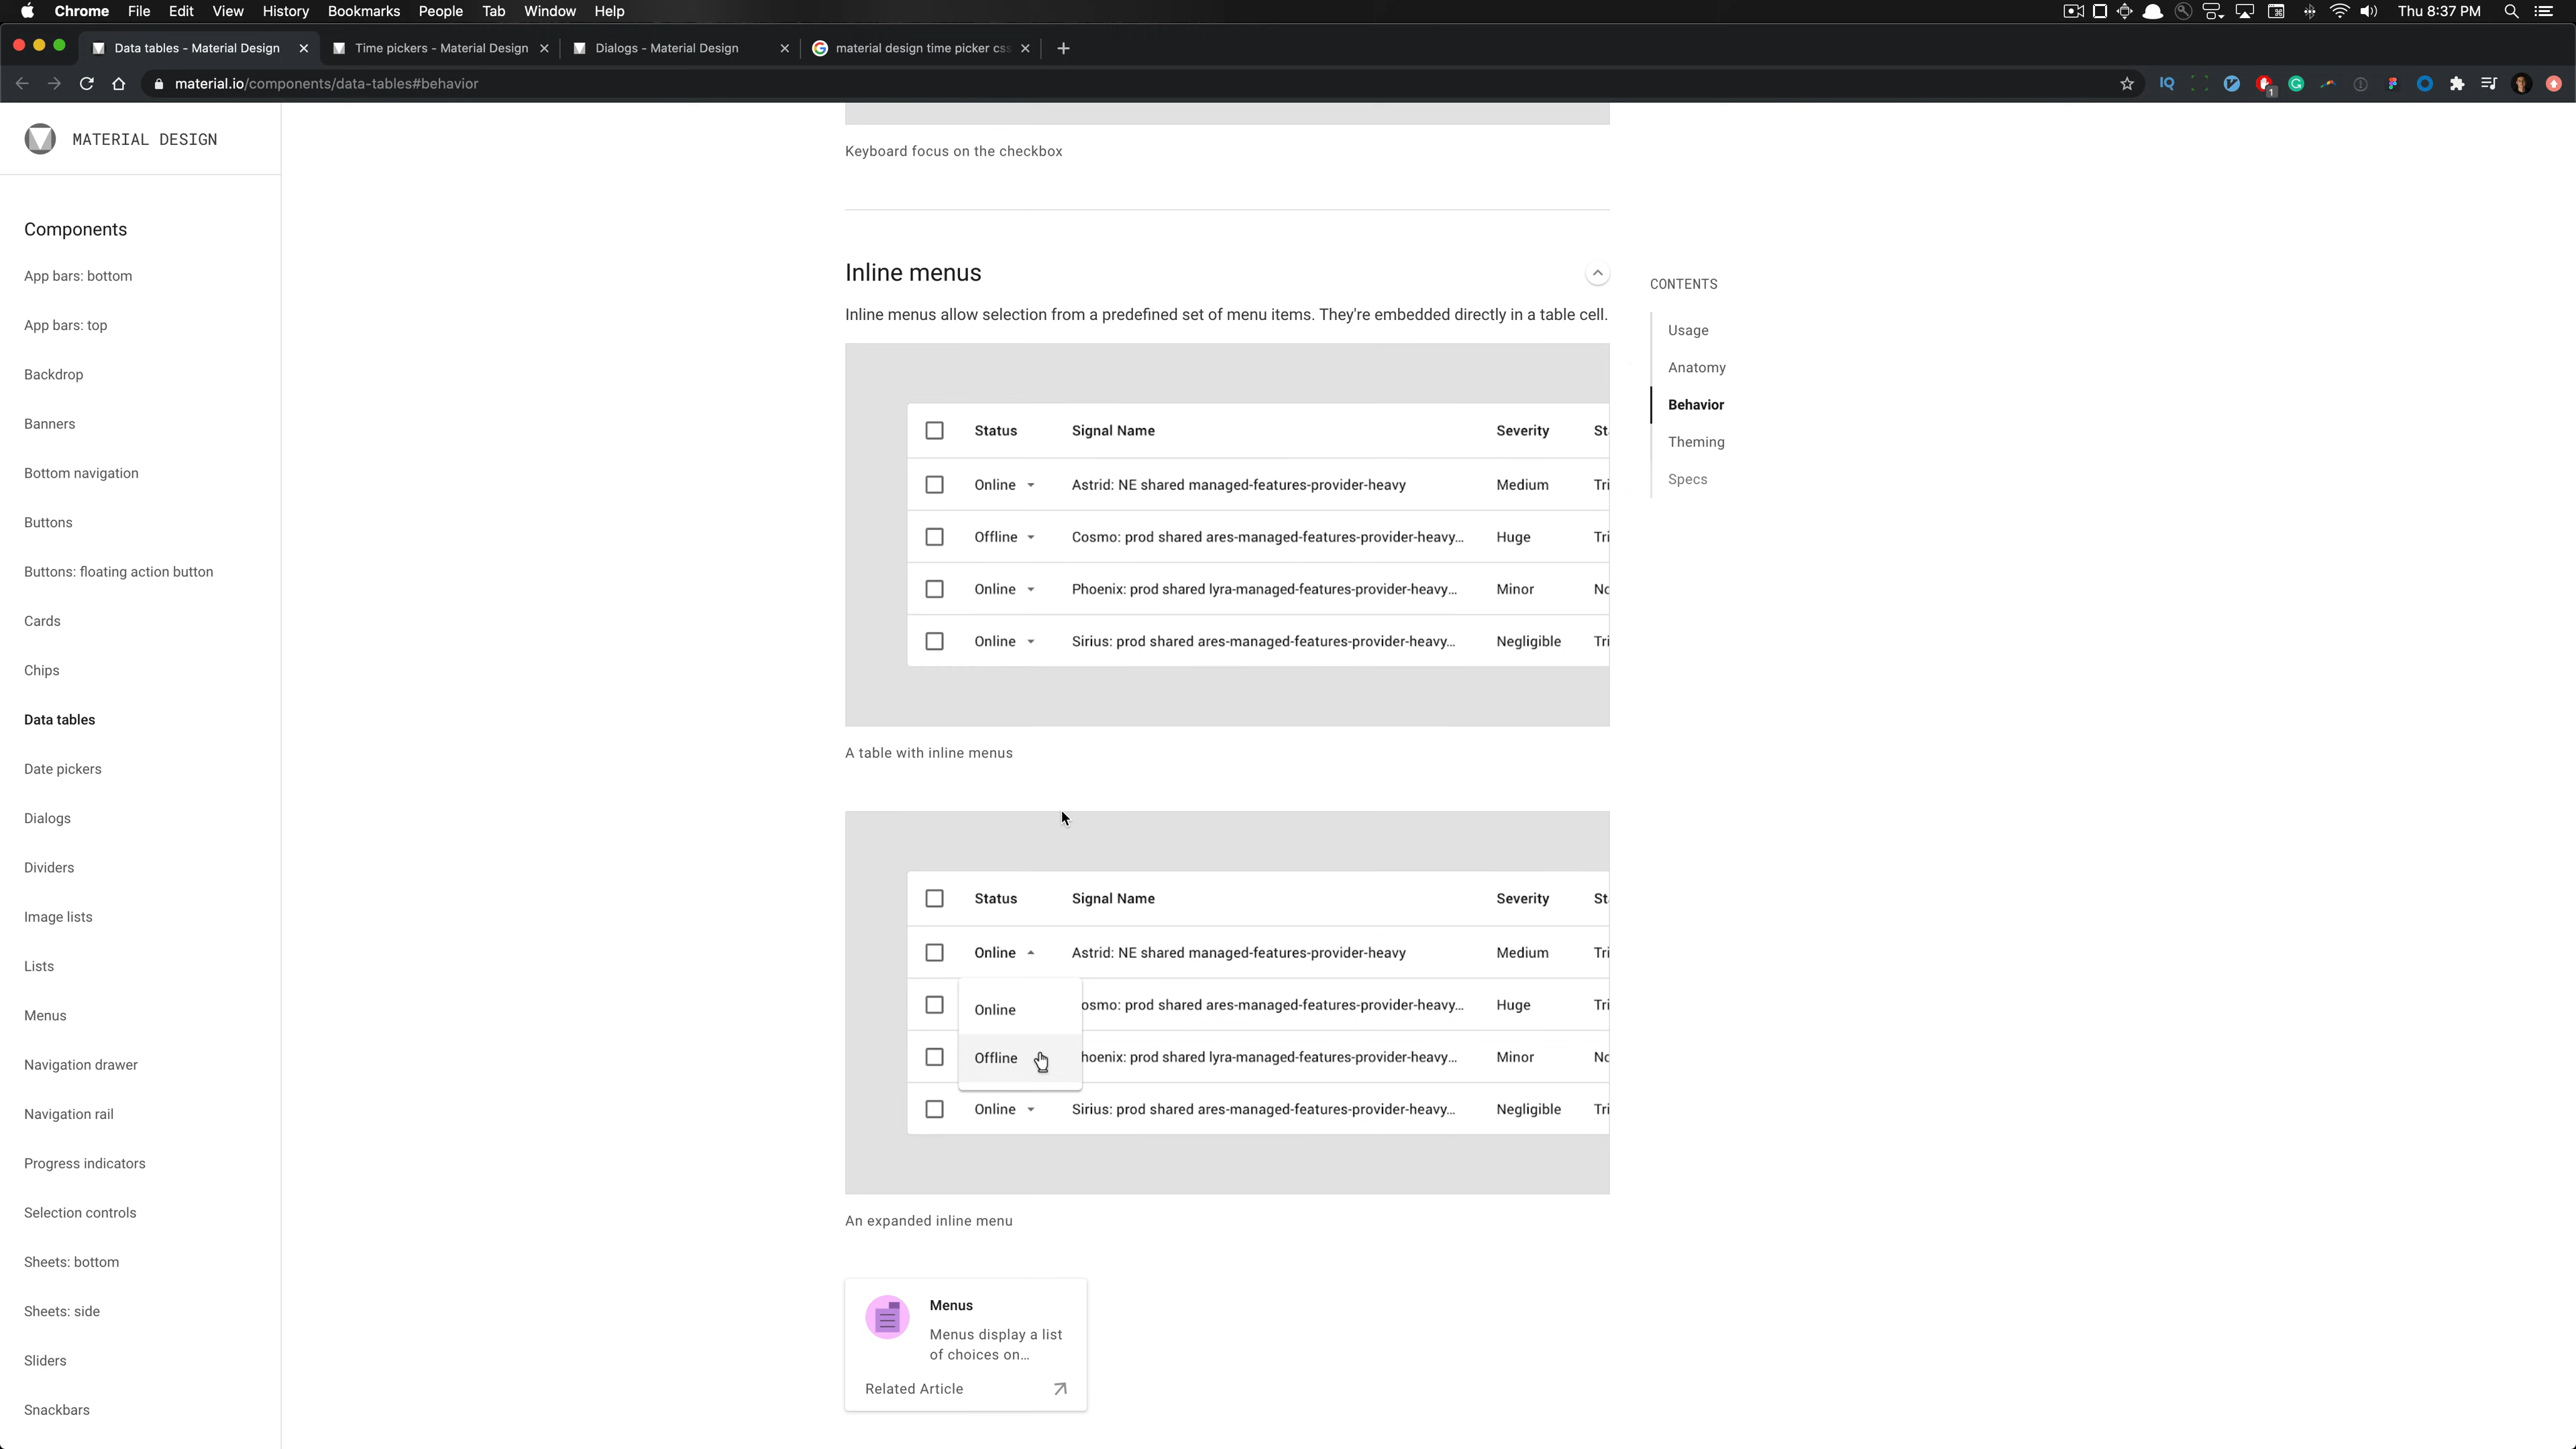 Chrome File Edit View History Bookmarks People Tab Window Help
Thu 8:37 PM
Data tables - Material Design
Time pickers - Material Design
Dialogs - Material Design
material design time picker css
material.io/components/data-tables#behavior
1
MATERIAL DESIGN
Components
App bars: bottom
App bars: top
Backdrop
Banners
Bottom navigation
Buttons
Buttons: floating action button
Cards
Chips
Data tables
Date pickers
Dialogs
Dividers
Image lists
Lists
Menus
Navigation drawer
Navigation rail
Progress indicators
Selection controls
Sheets: bottom
Sheets: side
Sliders
Snackbars
Keyboard focus on the checkbox
Inline menus
Inline menus allow selection from a predefined set of menu items. They're embedded directly in a table cell.
Status Signal Name Severity St
Online Astrid: NE shared managed-features-provider-heavy Medium Tri
Offline Cosmo: prod shared ares-managed-features-provider-heavy... Huge Tri
Online Phoenix: prod shared lyra-managed-features-provider-heavy... Minor No
Online Sirius: prod shared ares-managed-features-provider-heavy... Negligible Tri
A table with inline menus
Status Signal Name Severity St
Online Astrid: NE shared managed-features-provider-heavy Medium Tri
Online osmo: prod shared ares-managed-features-provider-heavy... Huge Tri
Offline hoenix: prod shared lyra-managed-features-provider-heavy... Minor No
Online Sirius: prod shared ares-managed-features-provider-heavy... Negligible Tri
An expanded inline menu
Menus
Menus display a list
of choices on...
Related Article
CONTENTS
Usage
Anatomy
Behavior
Theming
Specs